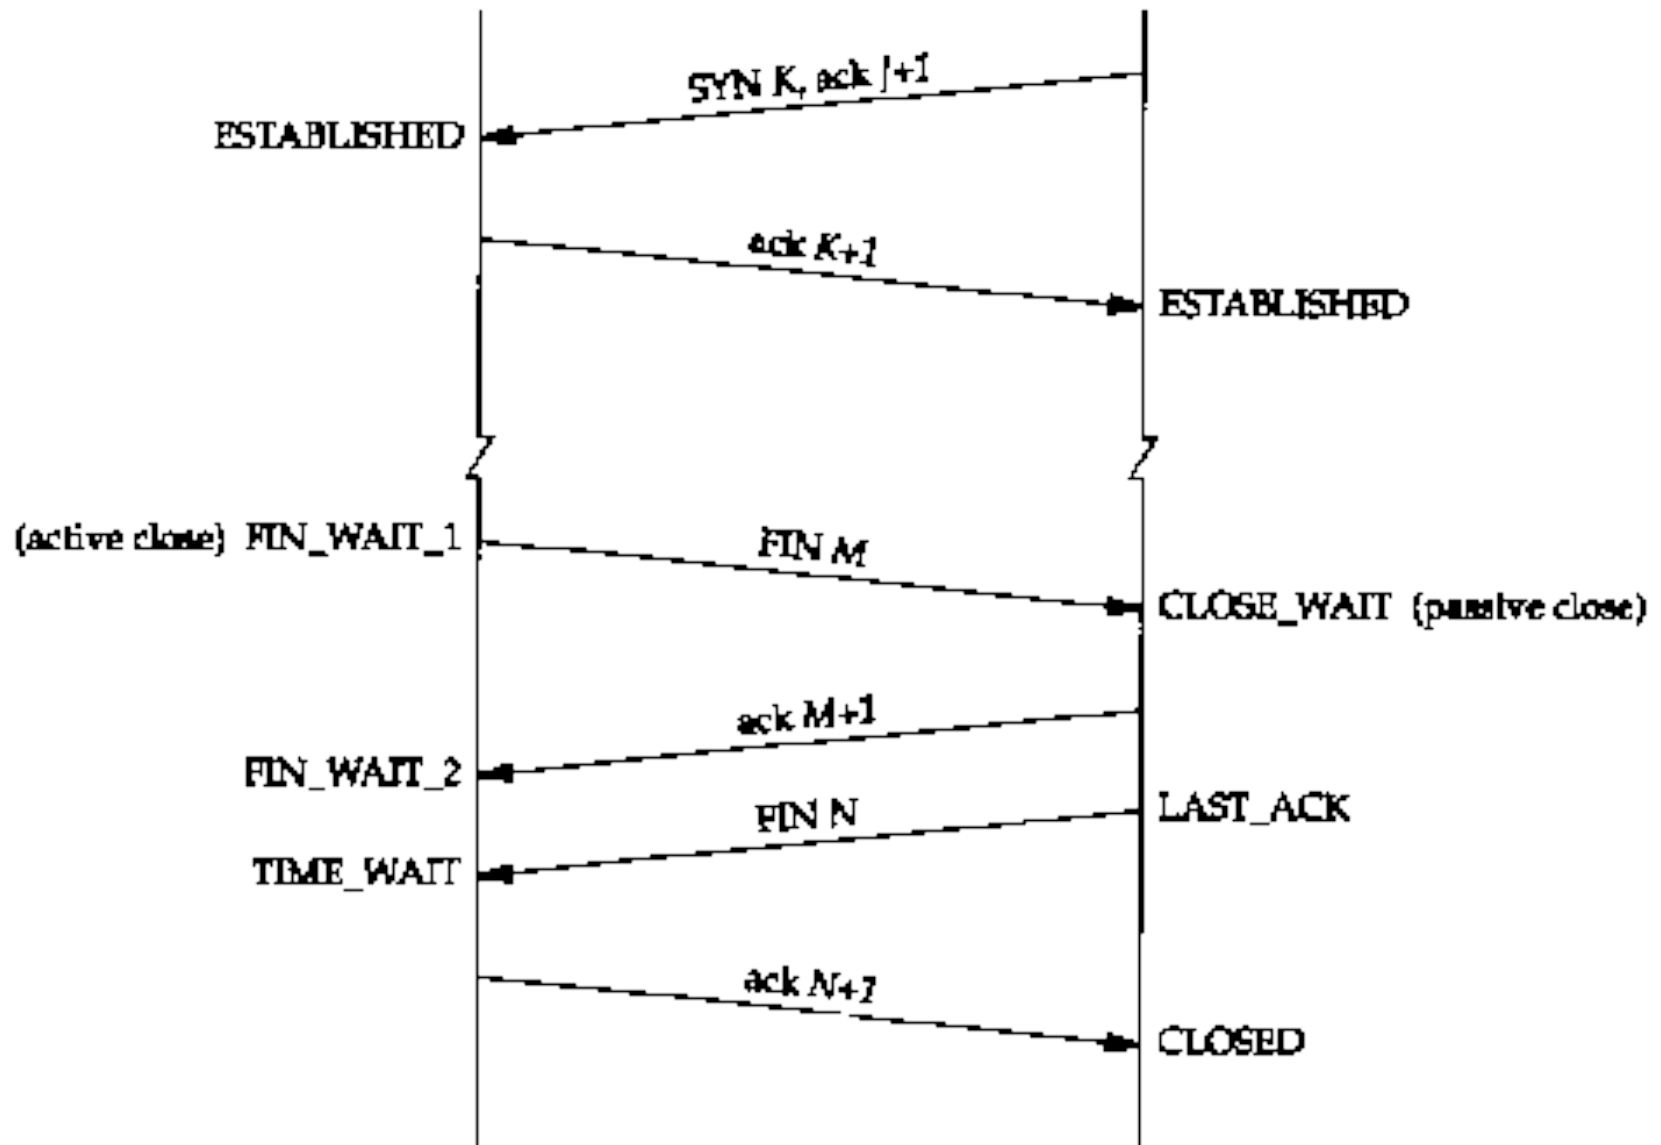 SYN K, ack J+1
ESTABLISHED
ack K+1
ESTABLISHED
(active close) FIN_WAIT_1
FIN M
CLOSE_WAIT (passive close)
ack M+1
FIN_WAIT_2
FIN N
LAST_ACK
TIME_WAIT
ack N+1
CLOSED